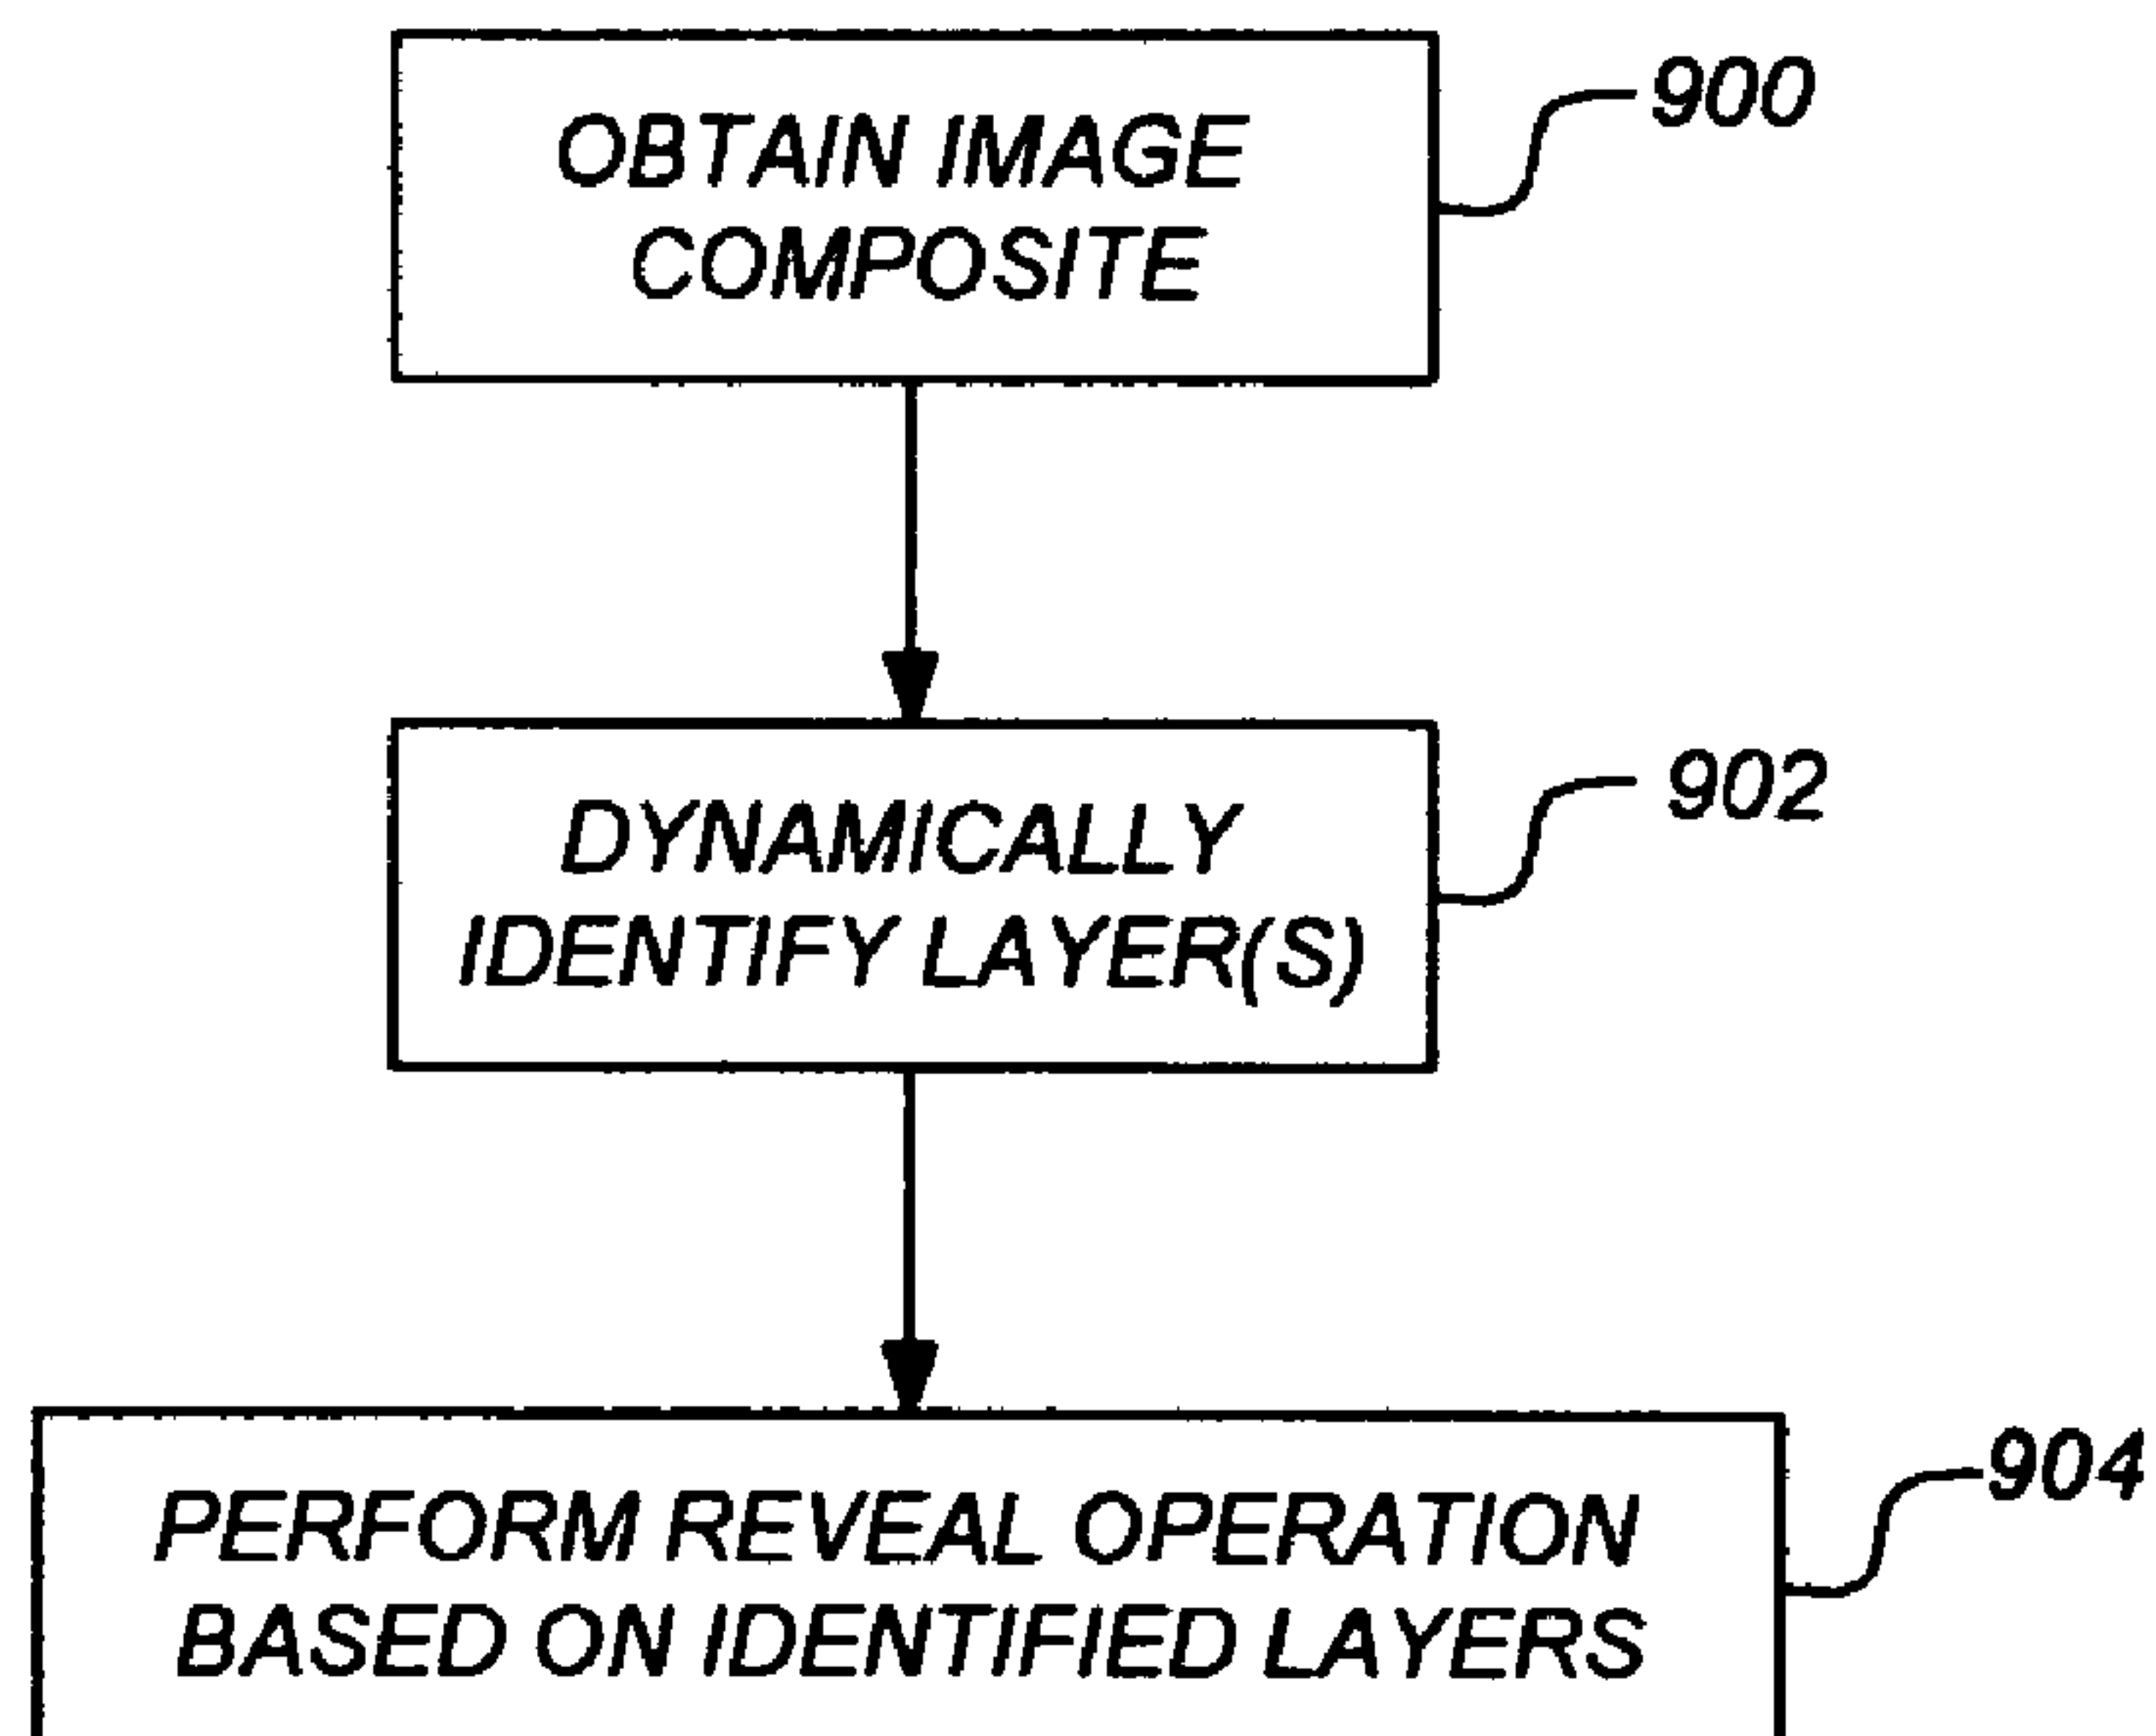 OBTAIN IMAGE
COMPOSITE
900
DYNAMICALLY
IDENTIFY LAYER(S)
902
PERFORM REVEAL OPERATION
BASED ON IDENTIFIED LAYERS
904